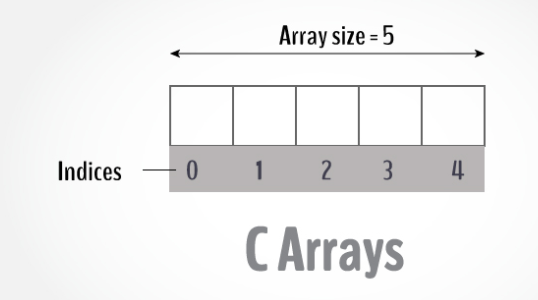 Array size = 5
Indices 0 1 2 3 4
C Arrays